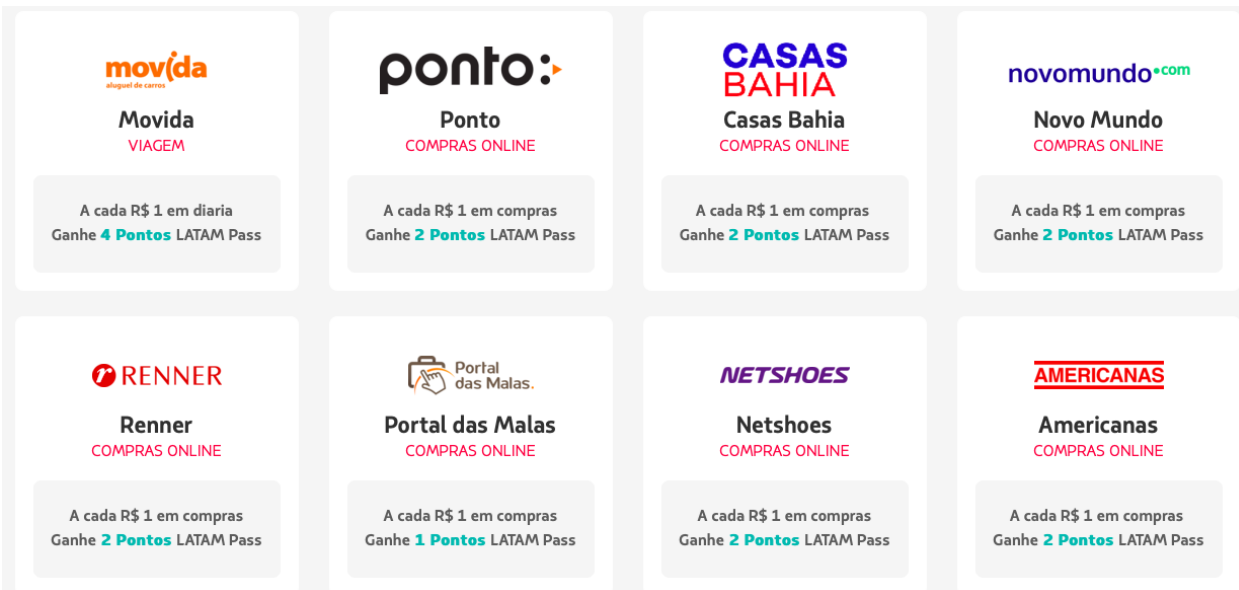 movida
aluguel de carros
Movida
VIAGEM
A cada R$ 1 em diaria
Ganhe 4 Pontos LATAM Pass
ponto:
Ponto
COMPRAS ONLINE
A cada R$ 1 em compras
Ganhe 2 Pontos LATAM Pass
CASAS
BAHIA
Casas Bahia
COMPRAS ONLINE
A cada R$ 1 em compras
Ganhe 2 Pontos LATAM Pass
novomundo.com
Novo Mundo
COMPRAS ONLINE
A cada R$ 1 em compras
Ganhe 2 Pontos LATAM Pass
r RENNER
Renner
COMPRAS ONLINE
A cada R$ 1 em compras
Ganhe 2 Pontos LATAM Pass
Portal
das Malas.
Portal das Malas
COMPRAS ONLINE
A cada R$ 1 em compras
Ganhe 1 Pontos LATAM Pass
NETSHOES
Netshoes
COMPRAS ONLINE
A cada R$ 1 em compras
Ganhe 2 Pontos LATAM Pass
AMERICANAS
Americanas
COMPRAS ONLINE
A cada R$ 1 em compras
Ganhe 2 Pontos LATAM Pass